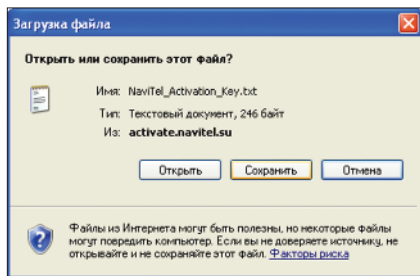 Загрузка файла
Открыть или сохранить этот файл?
Имя: NaviTel_Activation_Key.txt
Тип: Текстовый документ, 246 байт
Из: activate.navitel.su
Открыть Сохранить Отмена
Файлы из Интернета могут быть полезны, но некоторые файлы
могут повредить компьютер. Если вы не доверяете источнику, не
открывайте и не сохраняйте этот файл. Факторы риска